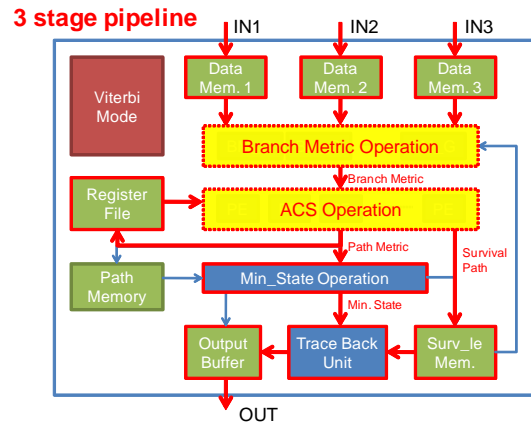 3 stage pipeline
IN1
IN2
IN3
Viterbi
Mode
Data
Mem. 1
Data
Mem. 2
Data
Mem. 3
Branch Metric Operation
Branch Metric
Register
File
ACS Operation
Path Metric
Survival
Path
Path
Memory
Min_State Operation
Min. State
Output
Buffer
Trace Back
Unit
Surv_le
Mem.
OUT